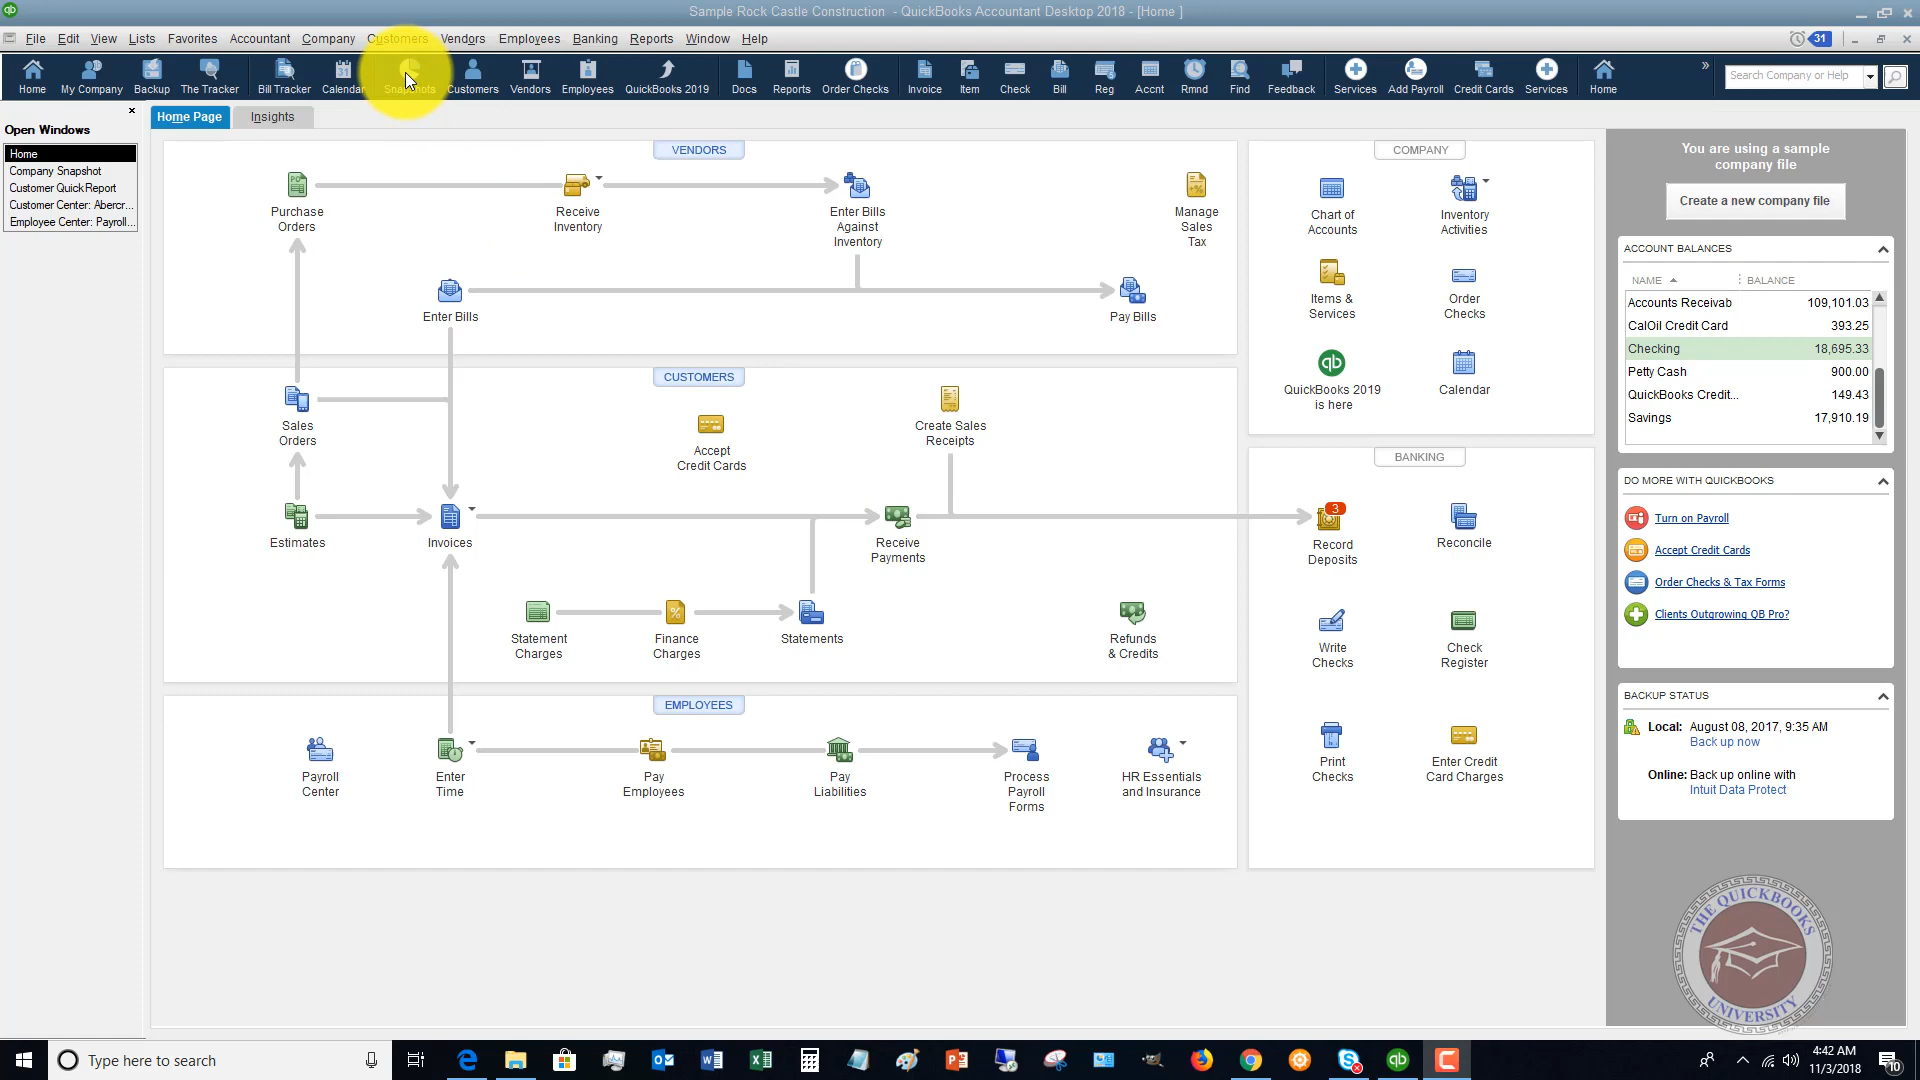 Sample Rock Castle Construction - QuickBooks Accountant Desktop 2018 - [Home ]
File Edit View Lists Favorites Accountant Company Customers Vendors Employees Banking Reports Window Help
31
Home My Company Backup The Tracker Bill Tracker Calendar Snapshots Customers Vendors Employees QuickBooks 2019 Docs Reports Order Checks Invoice Item Check Bill Reg Accnt Rmnd Find Feedback Services Add Payroll Credit Cards Services Home
Search Company or Help
Open Windows
Home
Company Snapshot
Customer QuickReport
Customer Center: Abercr...
Employee Center: Payroll...
Home Page Insights
VENDORS
Purchase
Orders
Receive
Inventory
Enter Bills
Against
Inventory
Manage
Sales
Tax
Enter Bills
Pay Bills
CUSTOMERS
Sales
Orders
Accept
Credit Cards
Create Sales
Receipts
Estimates
Invoices
Receive
Payments
Statement
Charges
Finance
Charges
Statements
Refunds
& Credits
EMPLOYEES
Payroll
Center
Enter
Time
Pay
Employees
Pay
Liabilities
Process
Payroll
Forms
HR Essentials
and Insurance
COMPANY
Chart of
Accounts
Inventory
Activities
Items &
Services
Order
Checks
QuickBooks 2019
is here
Calendar
BANKING
3
Record
Deposits
Reconcile
Write
Checks
Check
Register
Print
Checks
Enter Credit
Card Charges
You are using a sample
company file
Create a new company file
ACCOUNT BALANCES
NAME BALANCE
Accounts Receivab 109,101.03
CalOil Credit Card 393.25
Checking 18,695.33
Petty Cash 900.00
QuickBooks Credit... 149.43
Savings 17,910.19
DO MORE WITH QUICKBOOKS
Turn on Payroll
Accept Credit Cards
Order Checks & Tax Forms
Clients Outgrowing QB Pro?
BACKUP STATUS
Local: August 08, 2017, 9:35 AM
Back up now
Online: Back up online with
Intuit Data Protect
THE QUICKBOOKS
UNIVERSITY
Type here to search
4:42 AM
11/3/2018
10